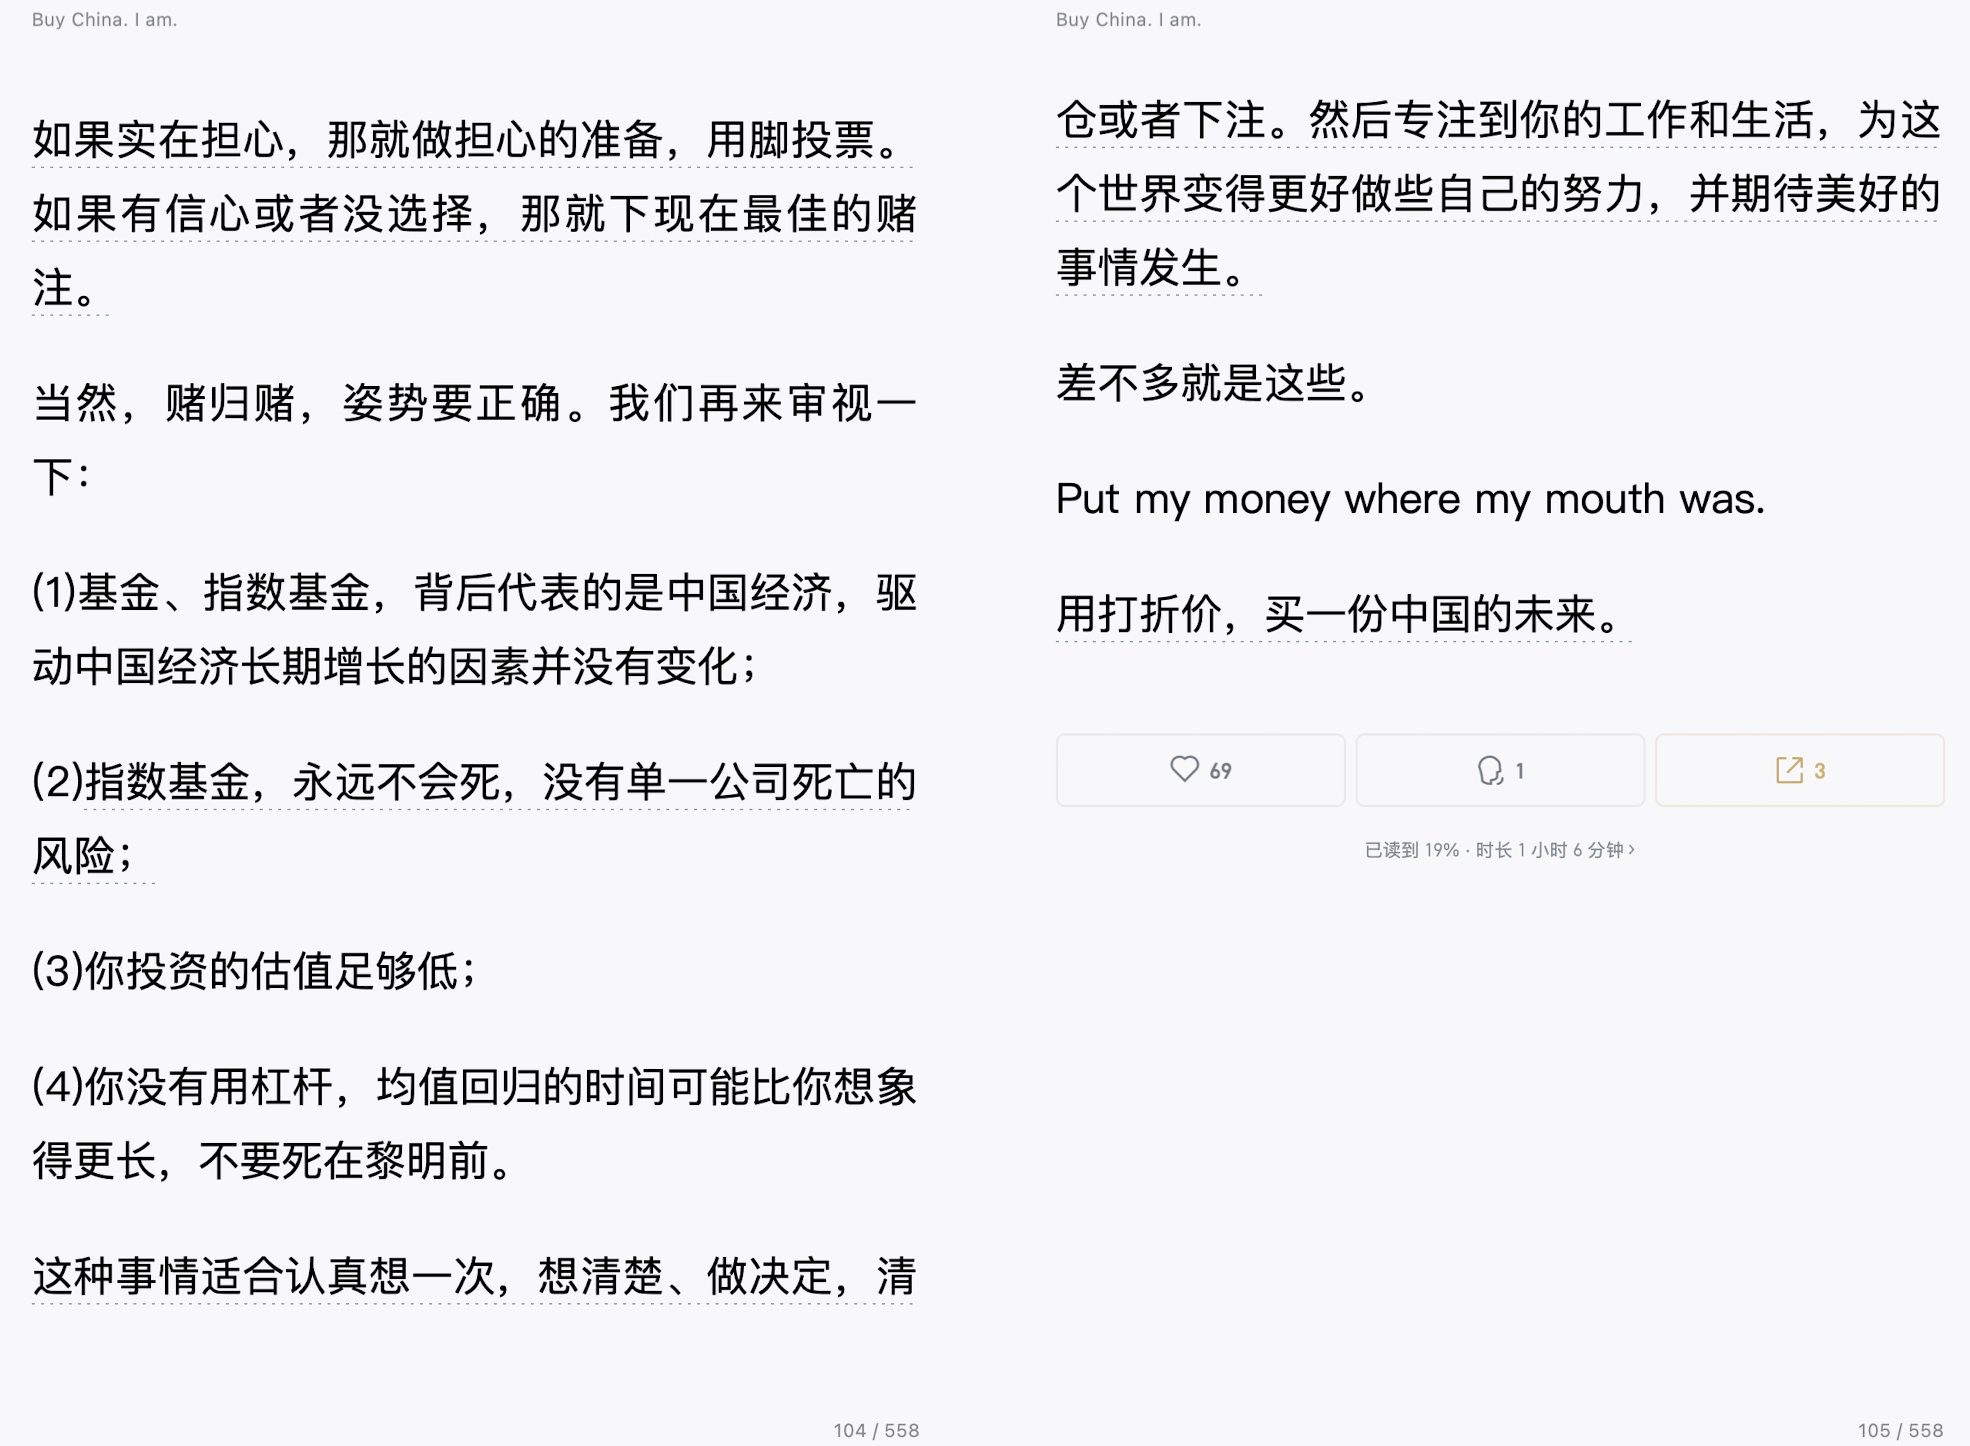 Buy China. I am.
如果实在担心，那就做担心的准备，用脚投票。
如果有信心或者没选择，那就下现在最佳的赌
注。
当然，赌归赌，姿势要正确。我们再来审视一
下：
(1)基金、指数基金，背后代表的是中国经济，驱
动中国经济长期增长的因素并没有变化；
(2)指数基金，永远不会死，没有单一公司死亡的
风险；
(3)你投资的估值足够低；
(4)你没有用杠杆，均值回归的时间可能比你想象
得更长，不要死在黎明前。
这种事情适合认真想一次，想清楚、做决定，清
104 / 558
Buy China. I am.
仓或者下注。然后专注到你的工作和生活，为这
个世界变得更好做些自己的努力，并期待美好的
事情发生。
差不多就是这些。
Put my money where my mouth was.
用打折价，买一份中国的未来。
69
1
3
已读到 19% · 时长 1 小时 6 分钟 ›
105 / 558